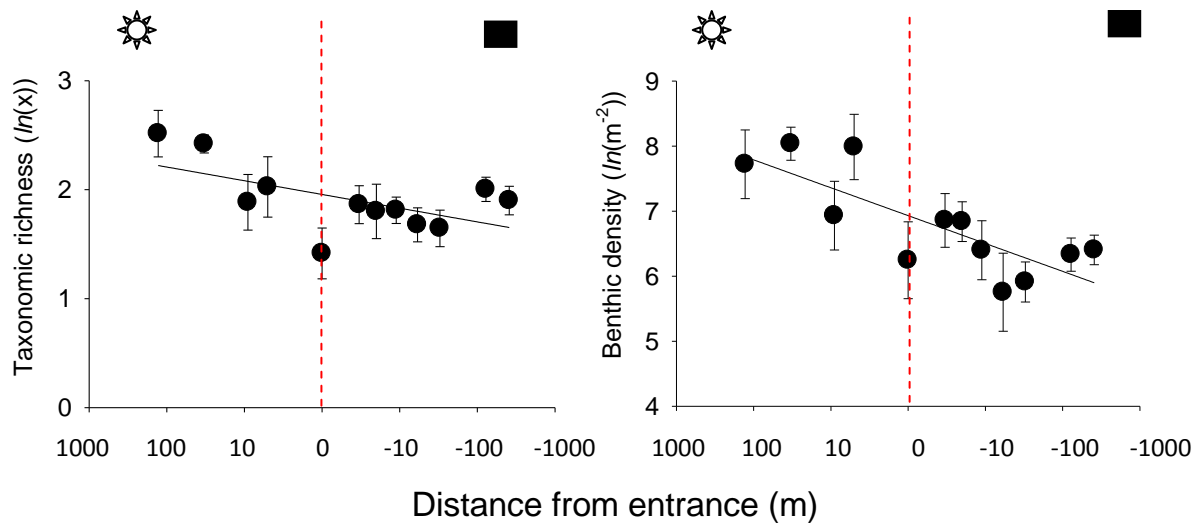 Taxonomic richness (ln(x))
3
2
1
0
1000 100 10 0 -10 -100 -1000
Benthic density (ln(m-2))
9
8
7
6
5
4
1000 100 10 0 -10 -100 -1000
Distance from entrance (m)